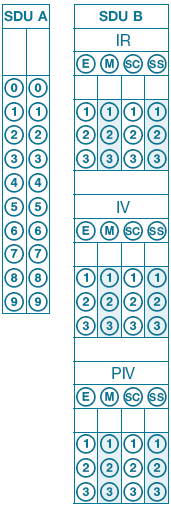 SDU A
0 0
1 1
2 2
3 3
4 4
5 5
6 6
7 7
8 8
9 9
SDU B
IR
E M SC SS
1 1 1 1
2 2 2 2
3 3 3 3
IV
E M SC SS
1 1 1 1
2 2 2 2
3 3 3 3
PIV
E M SC SS
1 1 1 1
2 2 2 2
3 3 3 3